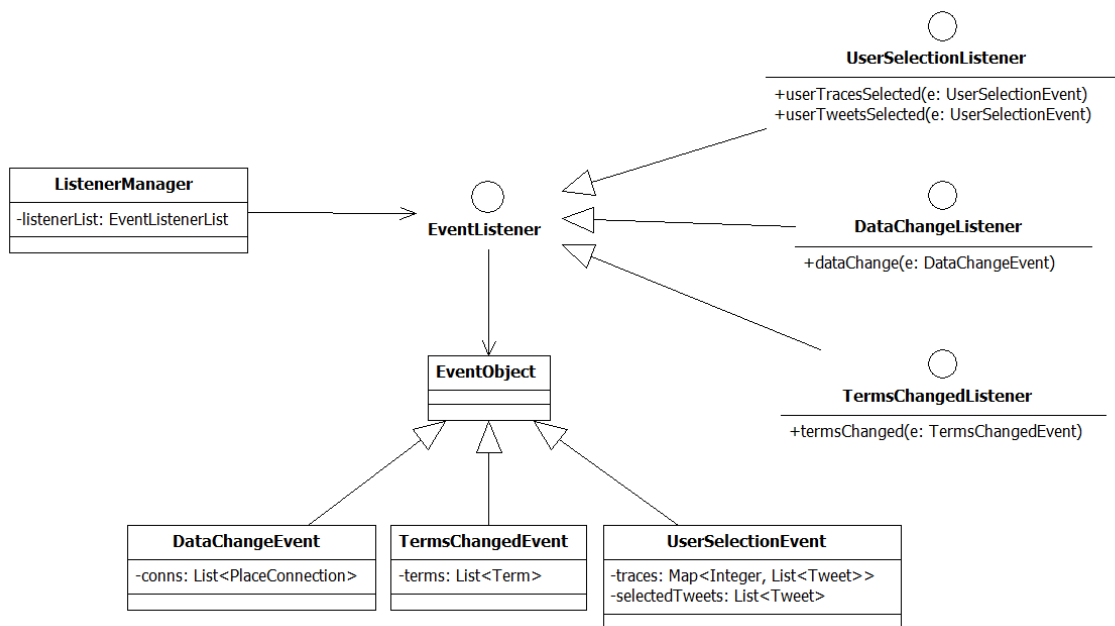 UserSelectionListener
+userTracesSelected(e: UserSelectionEvent)
+userTweetsSelected(e: UserSelectionEvent)
ListenerManager
-listenerList: EventListenerList
EventListener
DataChangeListener
+dataChange(e: DataChangeEvent)
EventObject
TermsChangedListener
+termsChanged(e: TermsChangedEvent)
DataChangeEvent
-conns: List<PlaceConnection>
TermsChangedEvent
-terms: List<Term>
UserSelectionEvent
-traces: Map<Integer, List<Tweet>>
-selectedTweets: List<Tweet>